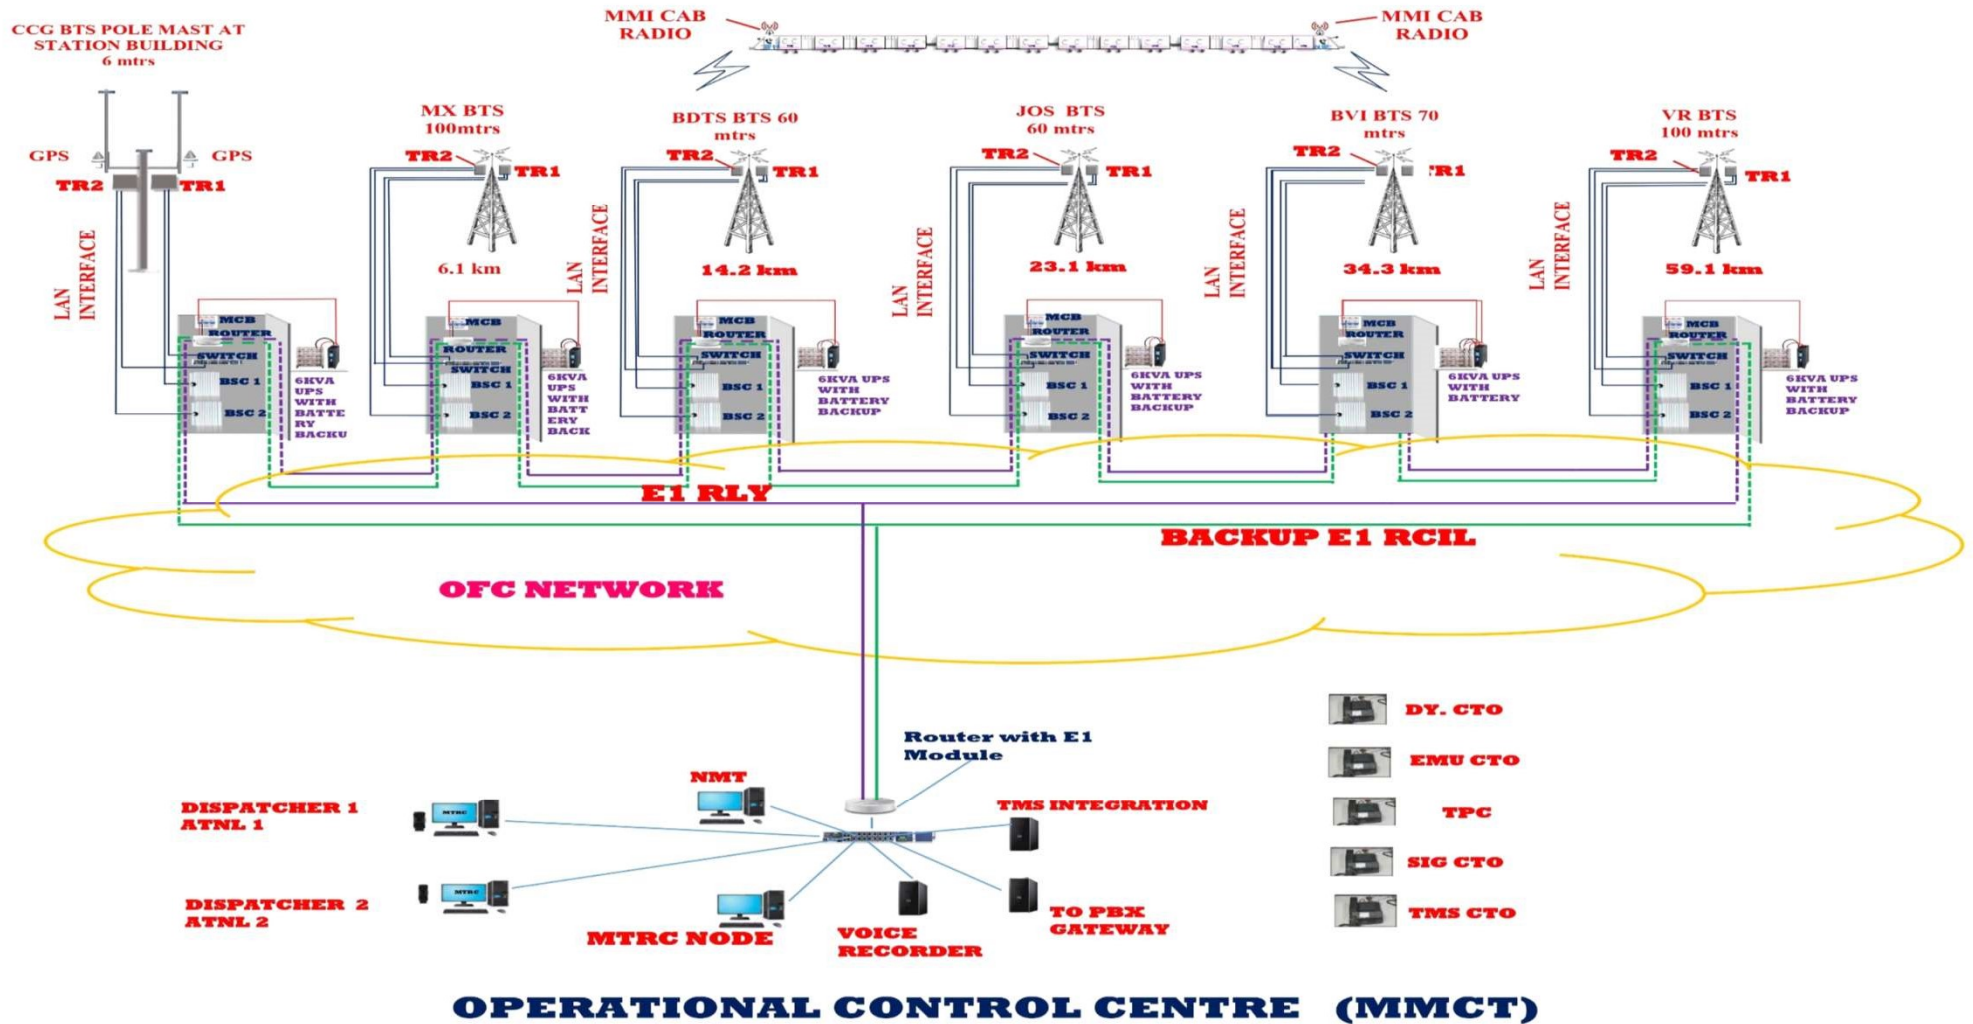 MMI CAB
RADIO
MMI CAB
RADIO
CCG BTS POLE MAST AT
STATION BUILDING
6 mtrs
GPS
GPS
TR2
TR1
LAN
INTERFACE
MX BTS
100mtrs
TR2
TR1
6.1 km
LAN
INTERFACE
BDTS BTS 60
mtrs
TR2
TR1
14.2 km
JOS BTS
60 mtrs
TR2
TR1
23.1 km
LAN
INTERFACE
BVI BTS 70
mtrs
TR2
TR1
34.3 km
LAN
INTERFACE
VR BTS
100 mtrs
TR2
TR1
59.1 km
LAN
INTERFACE
MCB
ROUTER
SWITCH
BSC 1
BSC 2
6KVA
UPS
WITH
BATTE
RY
BACKU
MCB
ROUTER
SWITCH
BSC 1
BSC 2
6KVA
UPS
WITH
BATT
ERY
BACK
MCB
ROUTER
SWITCH
BSC 1
BSC 2
6KVA UPS
WITH
BATTERY
BACKUP
MCB
ROUTER
SWITCH
BSC 1
BSC 2
6KVA UPS
WITH
BATTERY
BACKUP
MCB
ROUTER
SWITCH
BSC 1
BSC 2
6KVA UPS
WITH
BATTERY
MCB
ROUTER
SWITCH
BSC 1
BSC 2
6KVA UPS
WITH
BATTERY
BACKUP
E1 RLY
BACKUP E1 RCIL
OFC NETWORK
Router with E1
Module
NMT
DISPATCHER 1
ATNL 1
MTRC
TMS INTEGRATION
DISPATCHER 2
ATNL 2
MTRC
MTRC NODE
VOICE
RECORDER
TO PBX
GATEWAY
DY. CTO
EMU CTO
TPC
SIG CTO
TMS CTO
OPERATIONAL CONTROL CENTRE (MMCT)